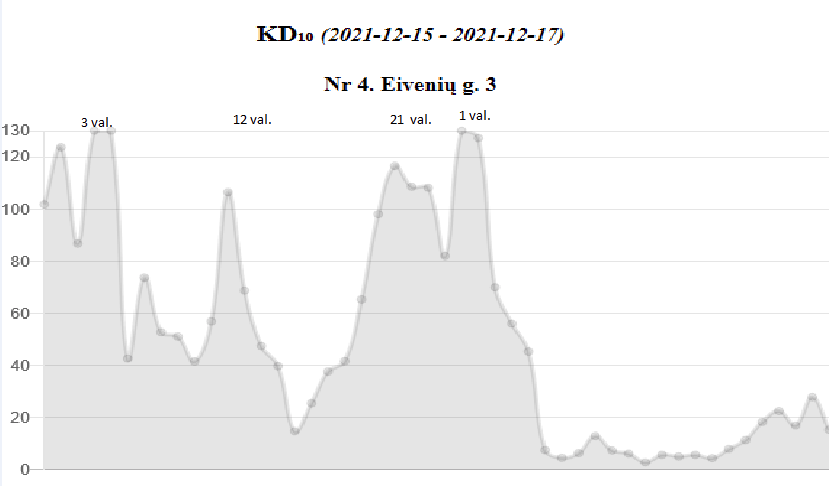 KD₁₀ (2021-12-15 - 2021-12-17)
Nr 4. Eivenių g. 3
3 val.
12 val.
21 val.
1 val.
130
120
100
80
60
40
20
0